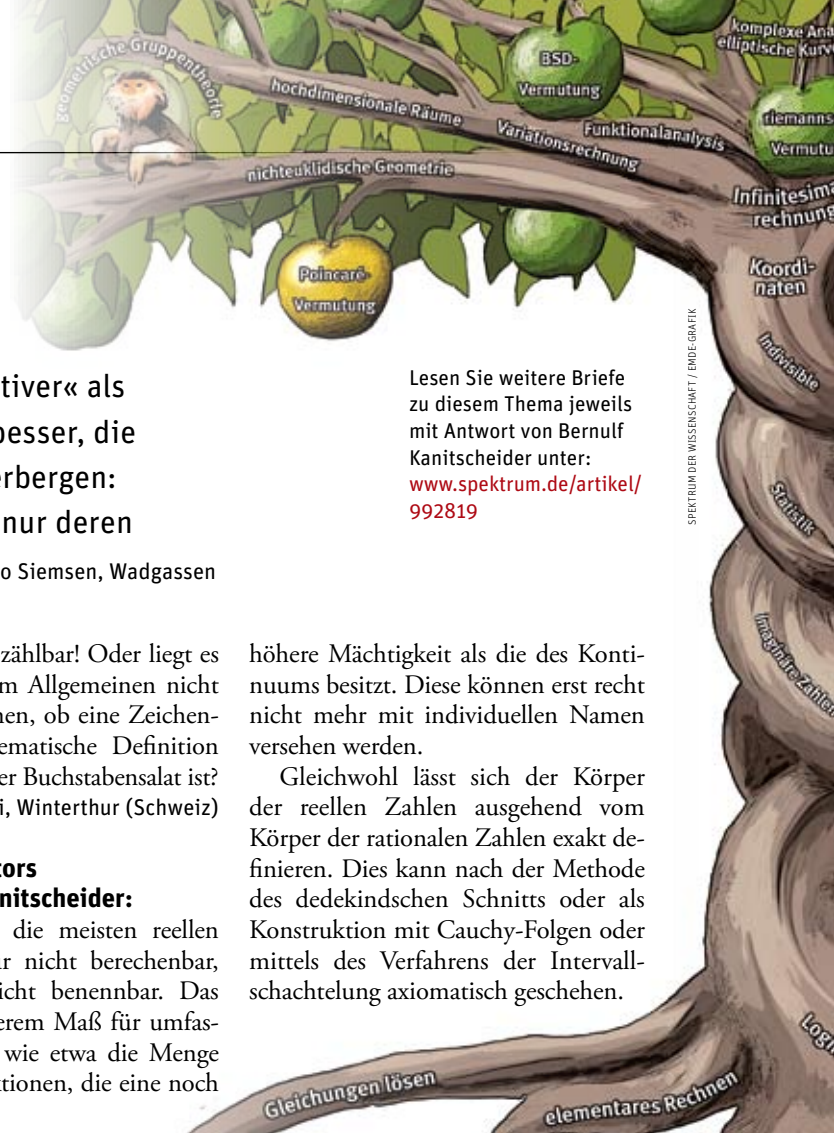 geometrische Gruppentheorie
hochdimensionale Räume
BSD-
Vermutung
komplexe Ana
elliptische Kurv
Variationsrechnung
Funktionalanalysis
riemanns
Vermutu
nichteuklidische Geometrie
Infinitesima
rechnung
Poincaré-
Vermutung
Koordi-
naten
Indivisible
Statistik
Imaginäre Zahlen
Logi
tiver« als
besser, die
erbergen:
nur deren
o Siemsen, Wadgassen
Lesen Sie weitere Briefe
zu diesem Thema jeweils
mit Antwort von Bernulf
Kanitscheider unter:
www.spektrum.de/artikel/
992819
SPEKTRUM DER WISSENSCHAFT / EMDE-GRAFIK
zählbar! Oder liegt es
m Allgemeinen nicht
nen, ob eine Zeichen-
ematische Definition
er Buchstabensalat ist?
i, Winterthur (Schweiz)
tors
nitscheider:
die meisten reellen
r nicht berechenbar,
icht benennbar. Das
erem Maß für umfas-
wie etwa die Menge
tionen, die eine noch
höhere Mächtigkeit als die des Konti-
nuums besitzt. Diese können erst recht
nicht mehr mit individuellen Namen
versehen werden.
Gleichwohl lässt sich der Körper
der reellen Zahlen ausgehend vom
Körper der rationalen Zahlen exakt de-
finieren. Dies kann nach der Methode
des dedekindschen Schnitts oder als
Konstruktion mit Cauchy-Folgen oder
mittels des Verfahrens der Intervall-
schachtelung axiomatisch geschehen.
Gleichungen lösen
elementares Rechnen